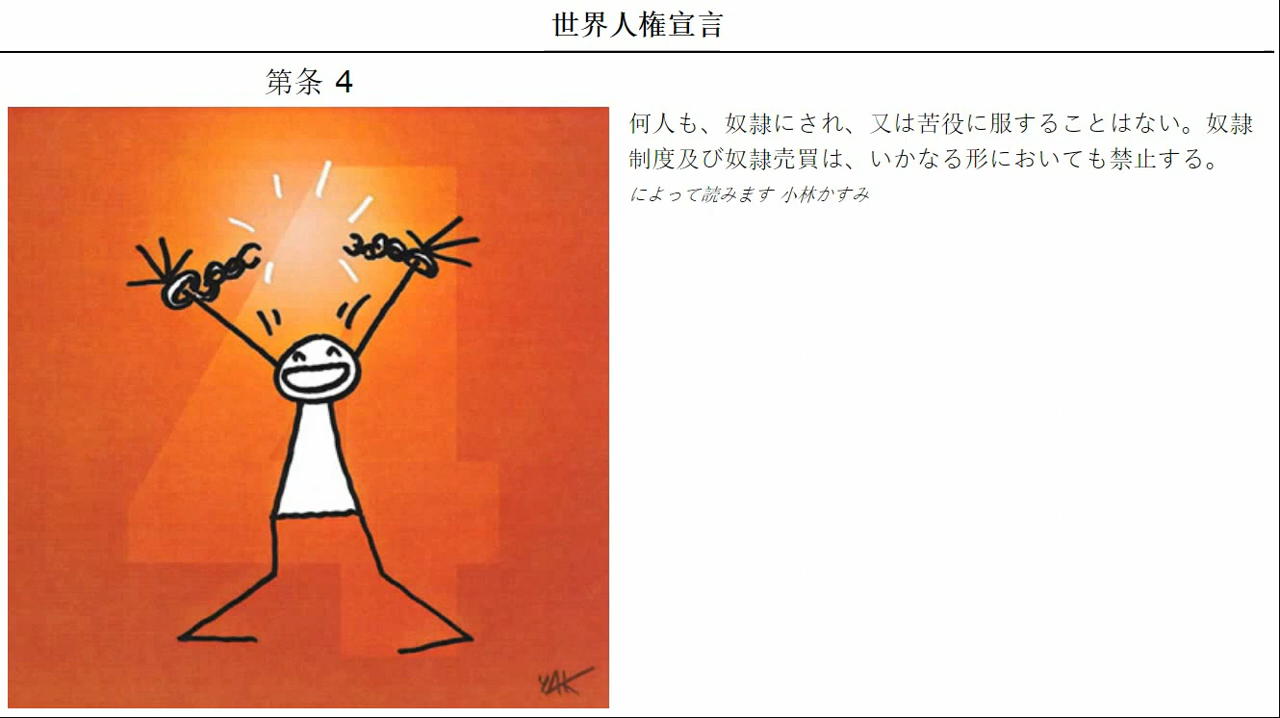 世界人権宣言
第条 4
何人も、奴隷にされ、又は苦役に服することはない。奴隷
制度及び奴隷売買は、いかなる形においても禁止する。
によって読みます 小林かすみ
YAK